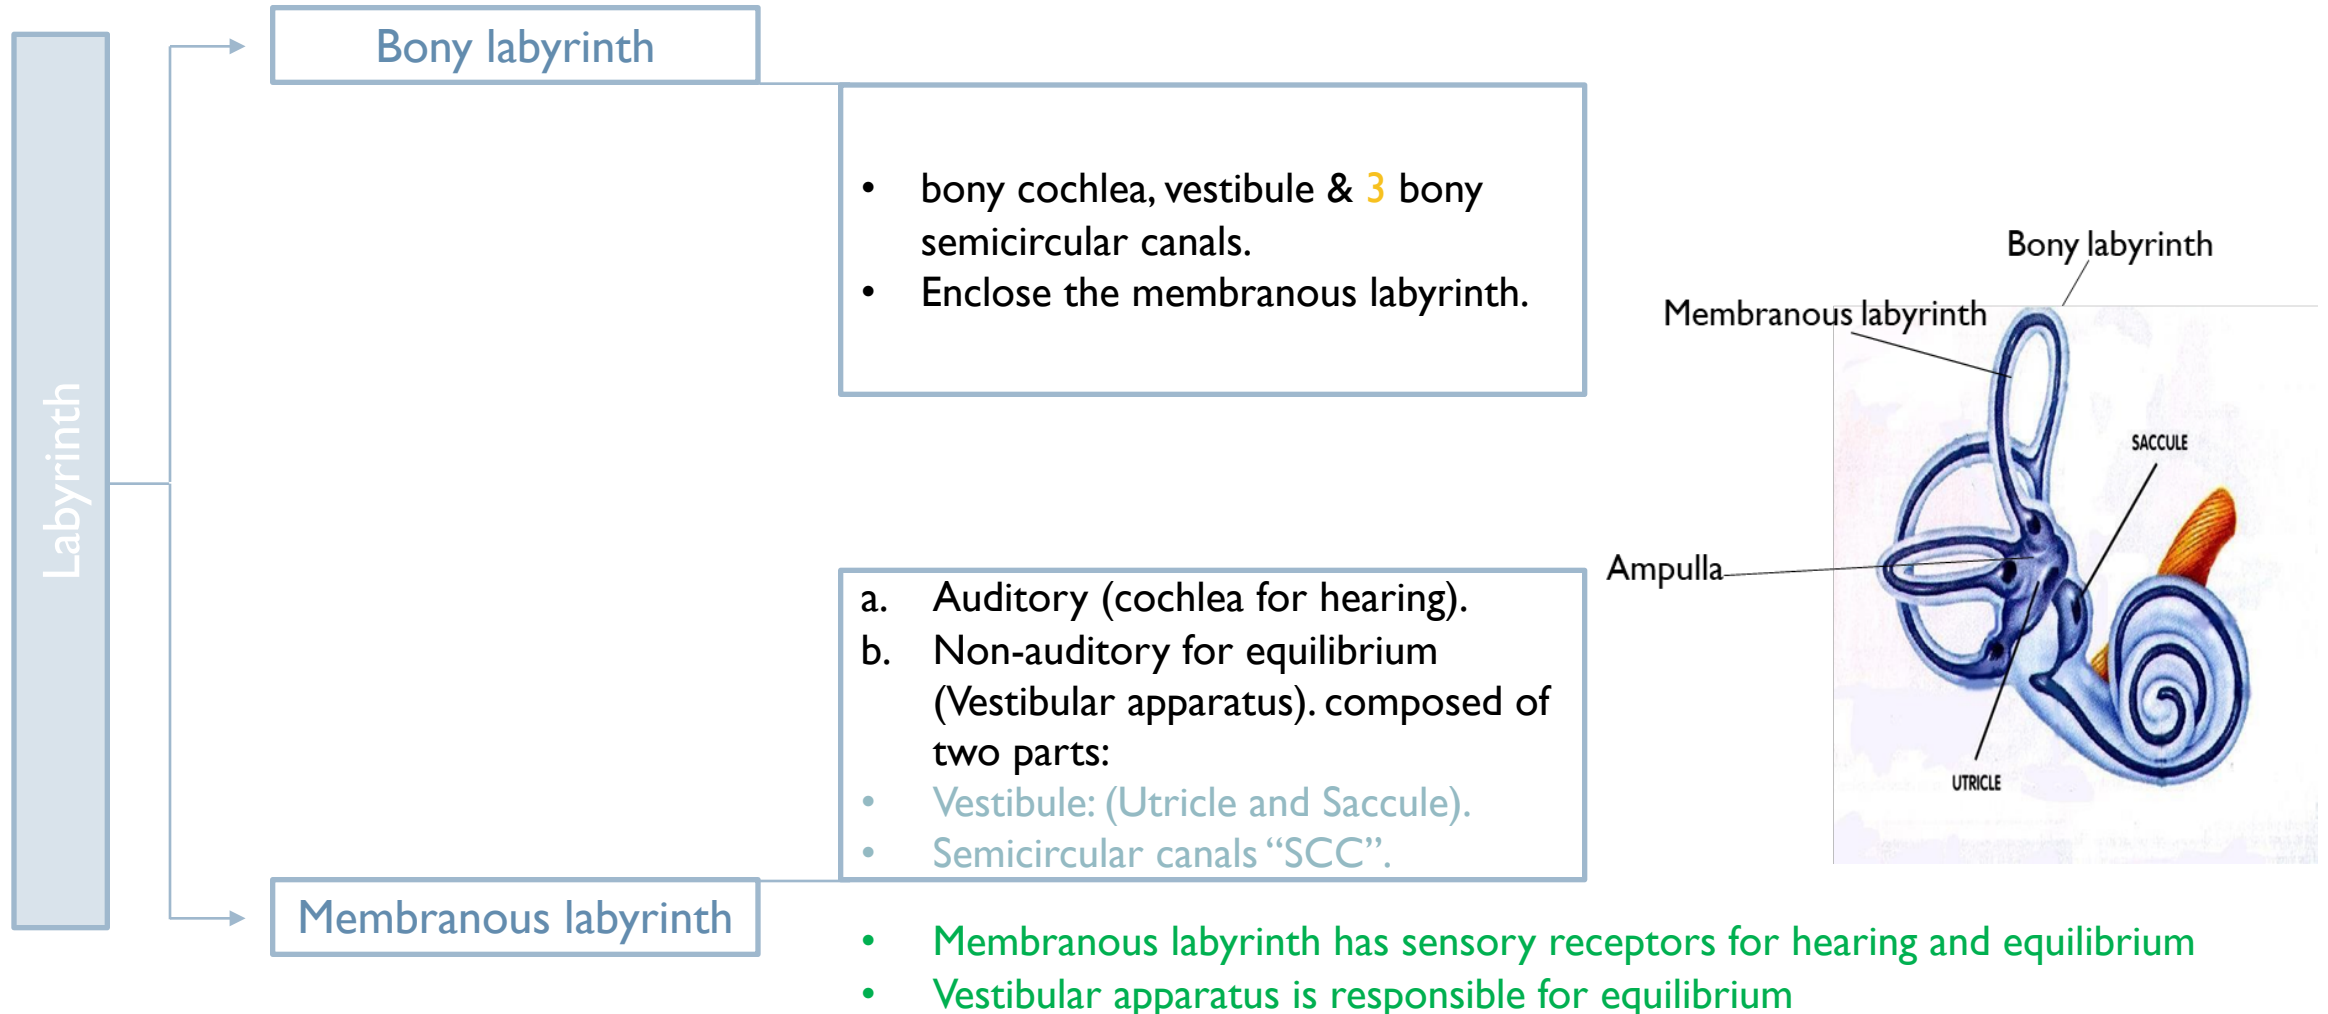 Labyrinth
Bony labyrinth
• bony cochlea, vestibule & 3 bony
semicircular canals.
• Enclose the membranous labyrinth.
Bony labyrinth
Membranous labyrinth
SACCULE
Ampulla
UTRICLE
a. Auditory (cochlea for hearing).
b. Non-auditory for equilibrium
(Vestibular apparatus). composed of
two parts:
• Vestibule: (Utricle and Saccule).
• Semicircular canals “SCC”.
Membranous labyrinth
• Membranous labyrinth has sensory receptors for hearing and equilibrium
• Vestibular apparatus is responsible for equilibrium